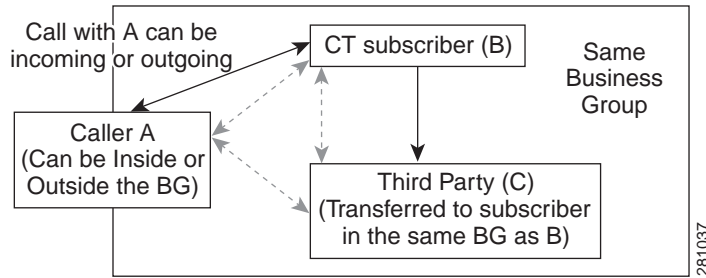 Call with A can be
incoming or outgoing
CT subscriber (B)
Same
Business
Group
Caller A
(Can be Inside or
Outside the BG)
Third Party (C)
(Transferred to subscriber
in the same BG as B)
281037